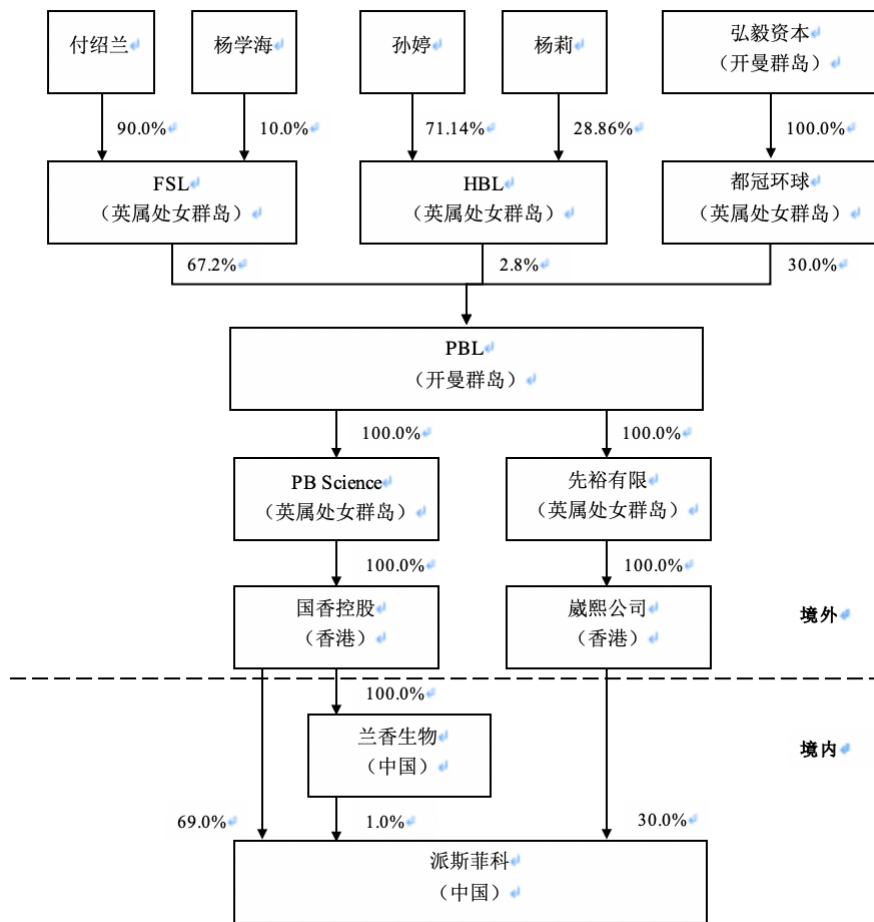 付绍兰
杨学海
孙婷
杨莉
弘毅资本
（开曼群岛）
90.0%
10.0%
71.14%
28.86%
100.0%
FSL
（英属处女群岛）
HBL
（英属处女群岛）
都冠环球
（英属处女群岛）
67.2%
2.8%
30.0%
PBL
（开曼群岛）
100.0%
100.0%
PB Science
（英属处女群岛）
先裕有限
（英属处女群岛）
100.0%
100.0%
国香控股
（香港）
崴熙公司
（香港）
境外
100.0%
兰香生物
（中国）
境内
69.0%
1.0%
30.0%
派斯菲科
（中国）